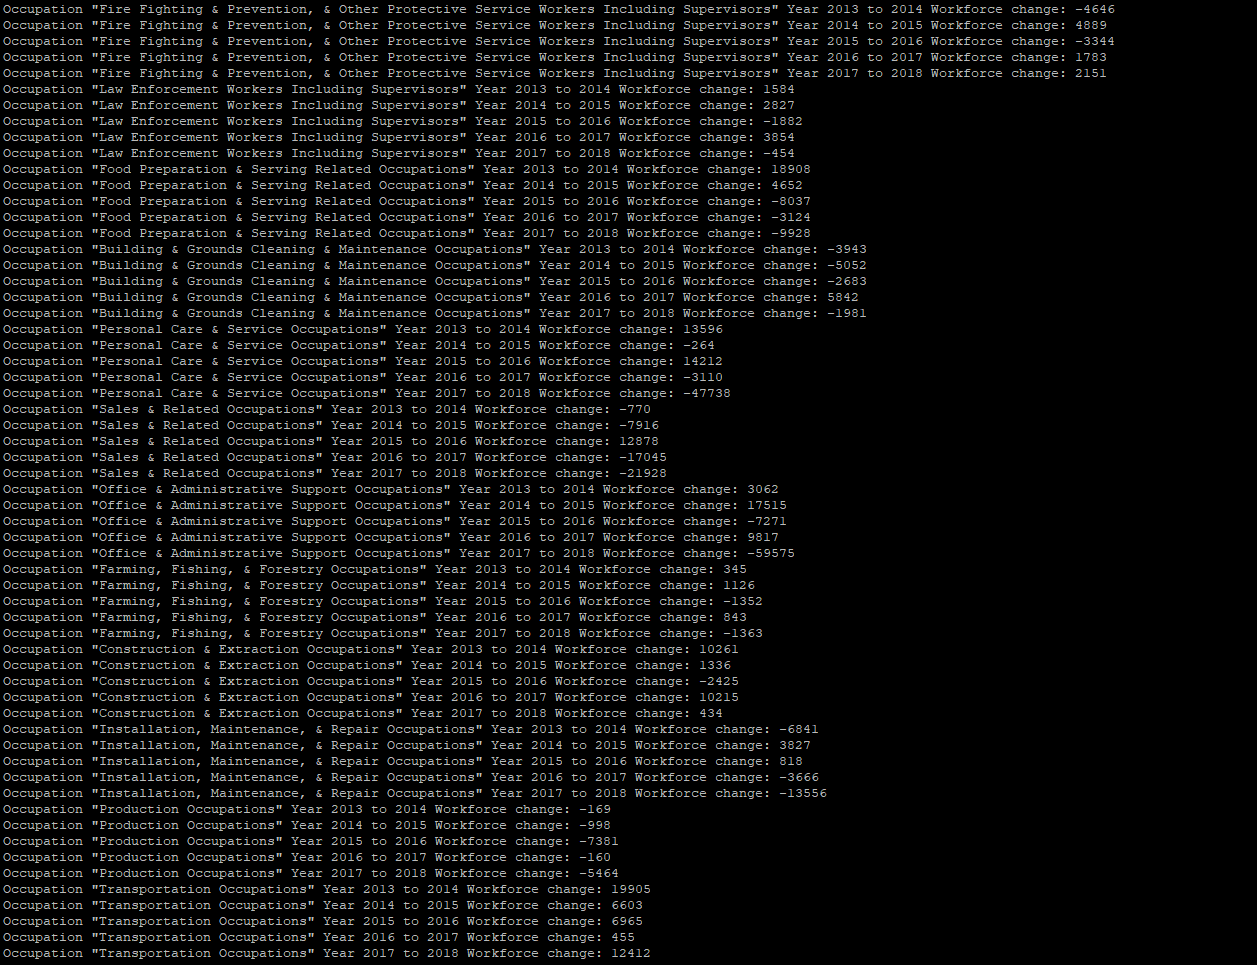 Occupation "Fire Fighting & Prevention, & Other Protective Service Workers Including Supervisors" Year 2013 to 2014 Workforce change: -4646
Occupation "Fire Fighting & Prevention, & Other Protective Service Workers Including Supervisors" Year 2014 to 2015 Workforce change: 4889
Occupation "Fire Fighting & Prevention, & Other Protective Service Workers Including Supervisors" Year 2015 to 2016 Workforce change: -3344
Occupation "Fire Fighting & Prevention, & Other Protective Service Workers Including Supervisors" Year 2016 to 2017 Workforce change: 1783
Occupation "Fire Fighting & Prevention, & Other Protective Service Workers Including Supervisors" Year 2017 to 2018 Workforce change: 2151
Occupation "Law Enforcement Workers Including Supervisors" Year 2013 to 2014 Workforce change: 1584
Occupation "Law Enforcement Workers Including Supervisors" Year 2014 to 2015 Workforce change: 2827
Occupation "Law Enforcement Workers Including Supervisors" Year 2015 to 2016 Workforce change: -1882
Occupation "Law Enforcement Workers Including Supervisors" Year 2016 to 2017 Workforce change: 3854
Occupation "Law Enforcement Workers Including Supervisors" Year 2017 to 2018 Workforce change: -454
Occupation "Food Preparation & Serving Related Occupations" Year 2013 to 2014 Workforce change: 18908
Occupation "Food Preparation & Serving Related Occupations" Year 2014 to 2015 Workforce change: 4652
Occupation "Food Preparation & Serving Related Occupations" Year 2015 to 2016 Workforce change: -8037
Occupation "Food Preparation & Serving Related Occupations" Year 2016 to 2017 Workforce change: -3124
Occupation "Food Preparation & Serving Related Occupations" Year 2017 to 2018 Workforce change: -9928
Occupation "Building & Grounds Cleaning & Maintenance Occupations" Year 2013 to 2014 Workforce change: -3943
Occupation "Building & Grounds Cleaning & Maintenance Occupations" Year 2014 to 2015 Workforce change: -5052
Occupation "Building & Grounds Cleaning & Maintenance Occupations" Year 2015 to 2016 Workforce change: -2683
Occupation "Building & Grounds Cleaning & Maintenance Occupations" Year 2016 to 2017 Workforce change: 5842
Occupation "Building & Grounds Cleaning & Maintenance Occupations" Year 2017 to 2018 Workforce change: -1981
Occupation "Personal Care & Service Occupations" Year 2013 to 2014 Workforce change: 13596
Occupation "Personal Care & Service Occupations" Year 2014 to 2015 Workforce change: -264
Occupation "Personal Care & Service Occupations" Year 2015 to 2016 Workforce change: 14212
Occupation "Personal Care & Service Occupations" Year 2016 to 2017 Workforce change: -3110
Occupation "Personal Care & Service Occupations" Year 2017 to 2018 Workforce change: -47738
Occupation "Sales & Related Occupations" Year 2013 to 2014 Workforce change: -770
Occupation "Sales & Related Occupations" Year 2014 to 2015 Workforce change: -7916
Occupation "Sales & Related Occupations" Year 2015 to 2016 Workforce change: 12878
Occupation "Sales & Related Occupations" Year 2016 to 2017 Workforce change: -17045
Occupation "Sales & Related Occupations" Year 2017 to 2018 Workforce change: -21928
Occupation "Office & Administrative Support Occupations" Year 2013 to 2014 Workforce change: 3062
Occupation "Office & Administrative Support Occupations" Year 2014 to 2015 Workforce change: 17515
Occupation "Office & Administrative Support Occupations" Year 2015 to 2016 Workforce change: -7271
Occupation "Office & Administrative Support Occupations" Year 2016 to 2017 Workforce change: 9817
Occupation "Office & Administrative Support Occupations" Year 2017 to 2018 Workforce change: -59575
Occupation "Farming, Fishing, & Forestry Occupations" Year 2013 to 2014 Workforce change: 345
Occupation "Farming, Fishing, & Forestry Occupations" Year 2014 to 2015 Workforce change: 1126
Occupation "Farming, Fishing, & Forestry Occupations" Year 2015 to 2016 Workforce change: -1352
Occupation "Farming, Fishing, & Forestry Occupations" Year 2016 to 2017 Workforce change: 843
Occupation "Farming, Fishing, & Forestry Occupations" Year 2017 to 2018 Workforce change: -1363
Occupation "Construction & Extraction Occupations" Year 2013 to 2014 Workforce change: 10261
Occupation "Construction & Extraction Occupations" Year 2014 to 2015 Workforce change: 1336
Occupation "Construction & Extraction Occupations" Year 2015 to 2016 Workforce change: -2425
Occupation "Construction & Extraction Occupations" Year 2016 to 2017 Workforce change: 10215
Occupation "Construction & Extraction Occupations" Year 2017 to 2018 Workforce change: 434
Occupation "Installation, Maintenance, & Repair Occupations" Year 2013 to 2014 Workforce change: -6841
Occupation "Installation, Maintenance, & Repair Occupations" Year 2014 to 2015 Workforce change: 3827
Occupation "Installation, Maintenance, & Repair Occupations" Year 2015 to 2016 Workforce change: 818
Occupation "Installation, Maintenance, & Repair Occupations" Year 2016 to 2017 Workforce change: -3666
Occupation "Installation, Maintenance, & Repair Occupations" Year 2017 to 2018 Workforce change: -13556
Occupation "Production Occupations" Year 2013 to 2014 Workforce change: -169
Occupation "Production Occupations" Year 2014 to 2015 Workforce change: -998
Occupation "Production Occupations" Year 2015 to 2016 Workforce change: -7381
Occupation "Production Occupations" Year 2016 to 2017 Workforce change: -160
Occupation "Production Occupations" Year 2017 to 2018 Workforce change: -5464
Occupation "Transportation Occupations" Year 2013 to 2014 Workforce change: 19905
Occupation "Transportation Occupations" Year 2014 to 2015 Workforce change: 6603
Occupation "Transportation Occupations" Year 2015 to 2016 Workforce change: 6965
Occupation "Transportation Occupations" Year 2016 to 2017 Workforce change: 455
Occupation "Transportation Occupations" Year 2017 to 2018 Workforce change: 12412